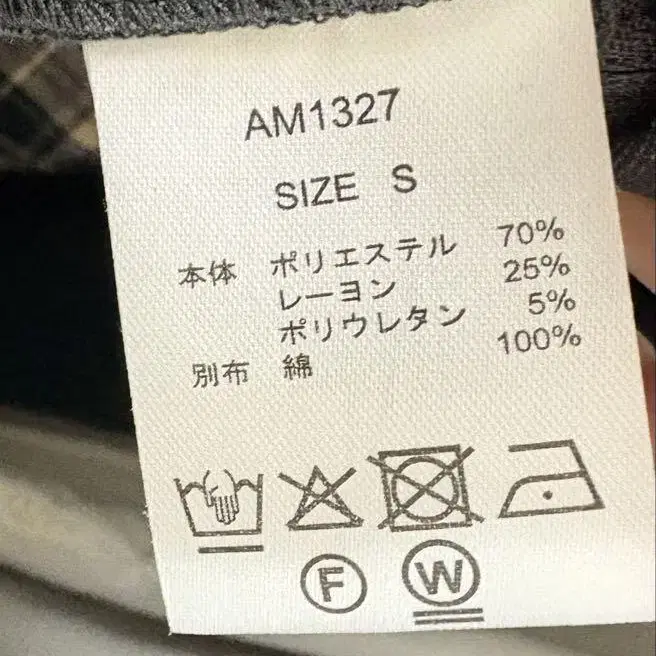 AM1327
SIZE S
本体 ポリエステル 70%
レーヨン 25%
ポリウレタン 5%
別布 綿 100%
F W